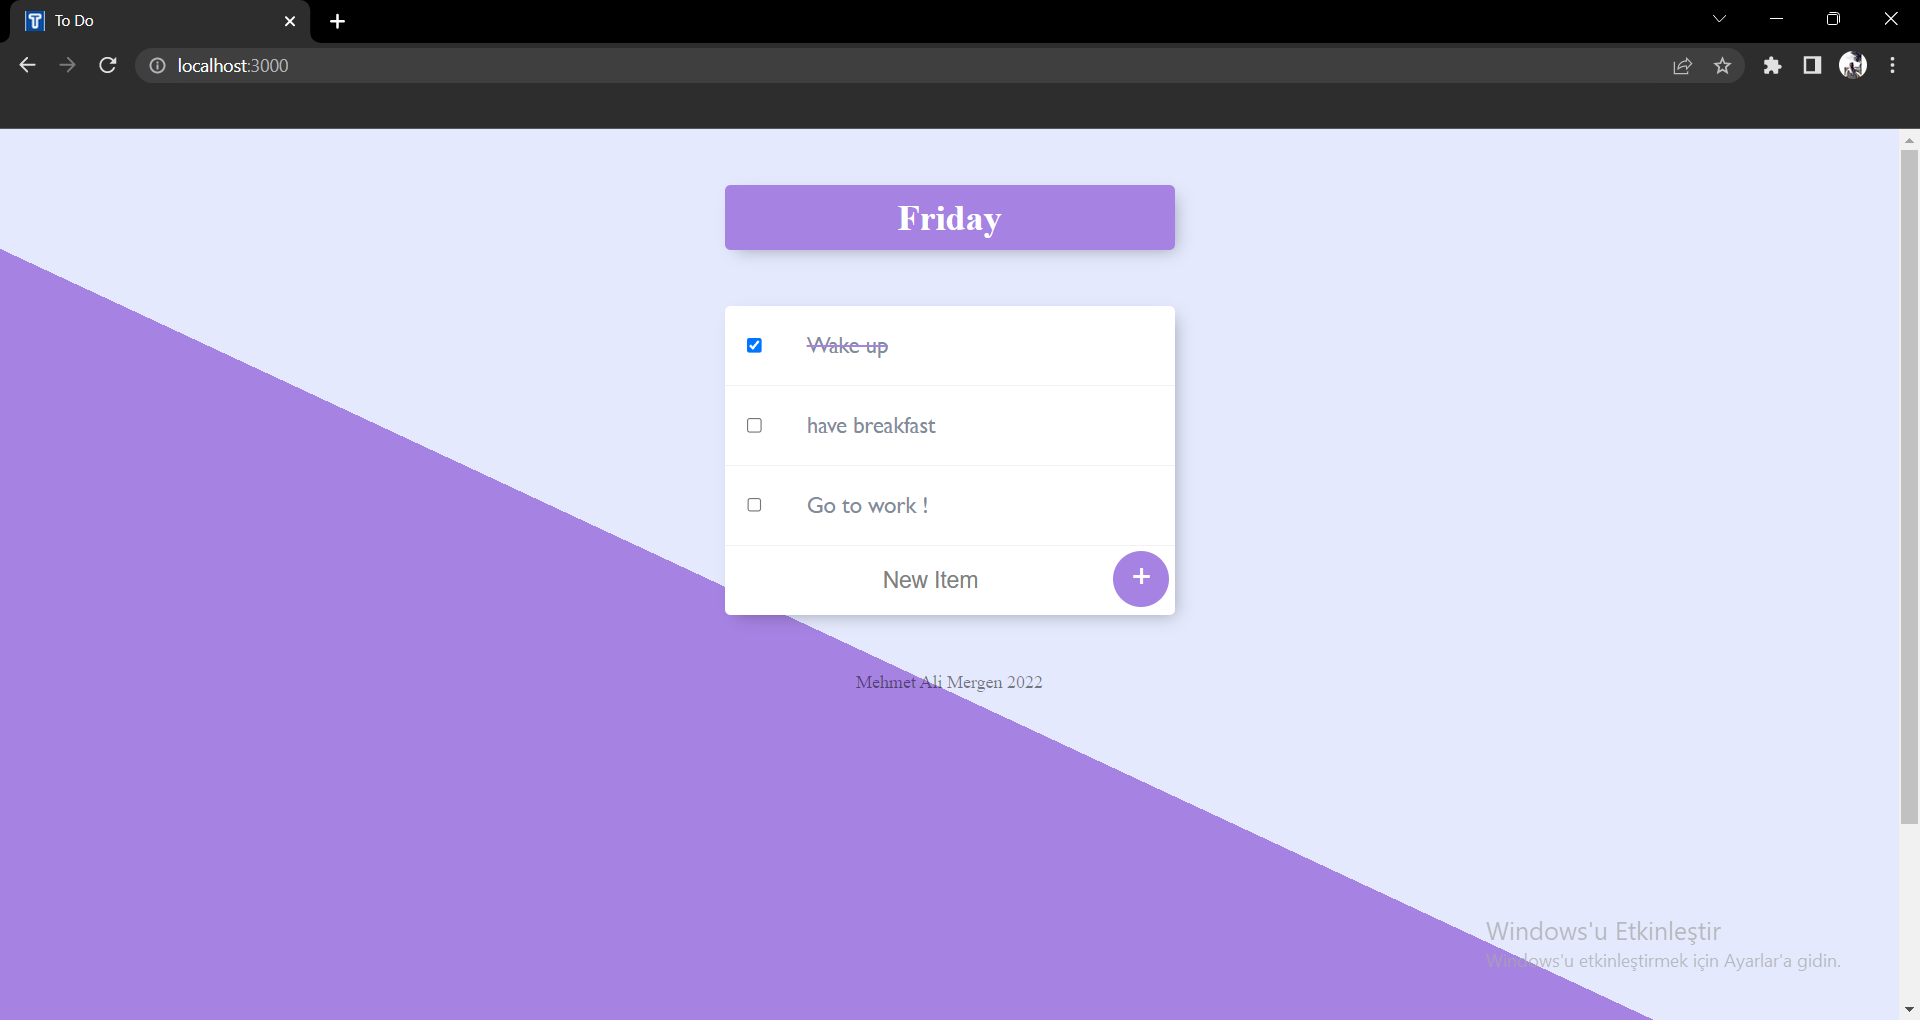 To Do
localhost:3000
Friday
Wake up
have breakfast
Go to work !
New Item
+
Mehmet Ali Mergen 2022
Windows'u Etkinleştir
Windows'u etkinleştirmek için Ayarlar'a gidin.